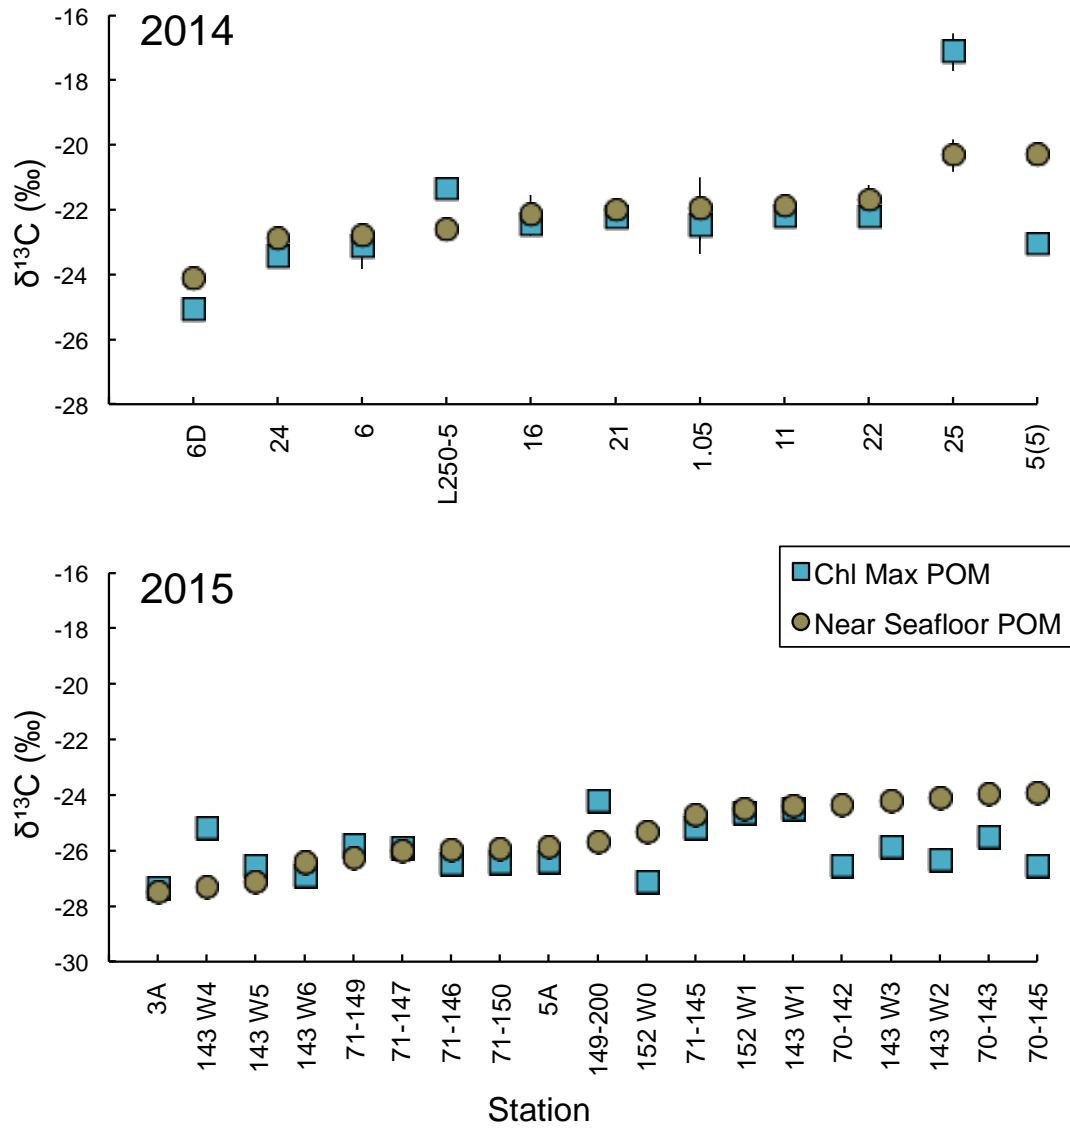 2014
δ¹³C (‰)
-16
-18
-20
-22
-24
-26
-28
6D
24
6
L250-5
16
21
1.05
11
22
25
5(5)
Chl Max POM
Near Seafloor POM
2015
δ¹³C (‰)
-16
-18
-20
-22
-24
-26
-28
-30
3A
143 W4
143 W5
143 W6
71-149
71-147
71-146
71-150
5A
149-200
152 W0
71-145
152 W1
143 W1
70-142
143 W3
143 W2
70-143
70-145
Station